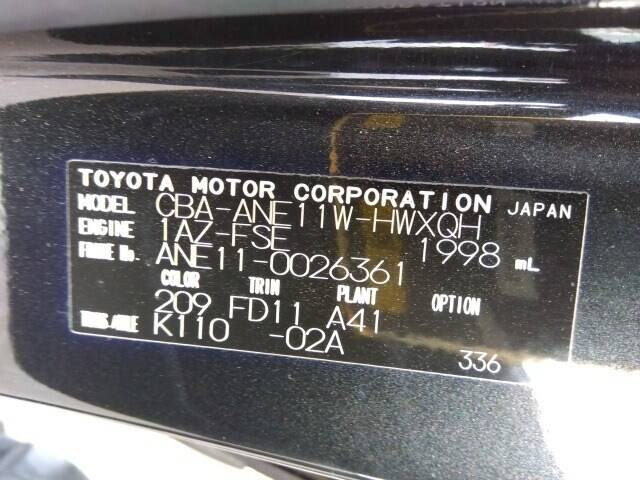 TOYOTA MOTOR CORPORATION JAPAN
MODEL CBA-ANE11W-HWXQH
ENGINE 1AZ-FSE 1998 mL
FRAME No. ANE11-0026361
COLOR TRIM PLANT OPTION
209 FD11 A41
TRANS/AXLE K110 -02A
336